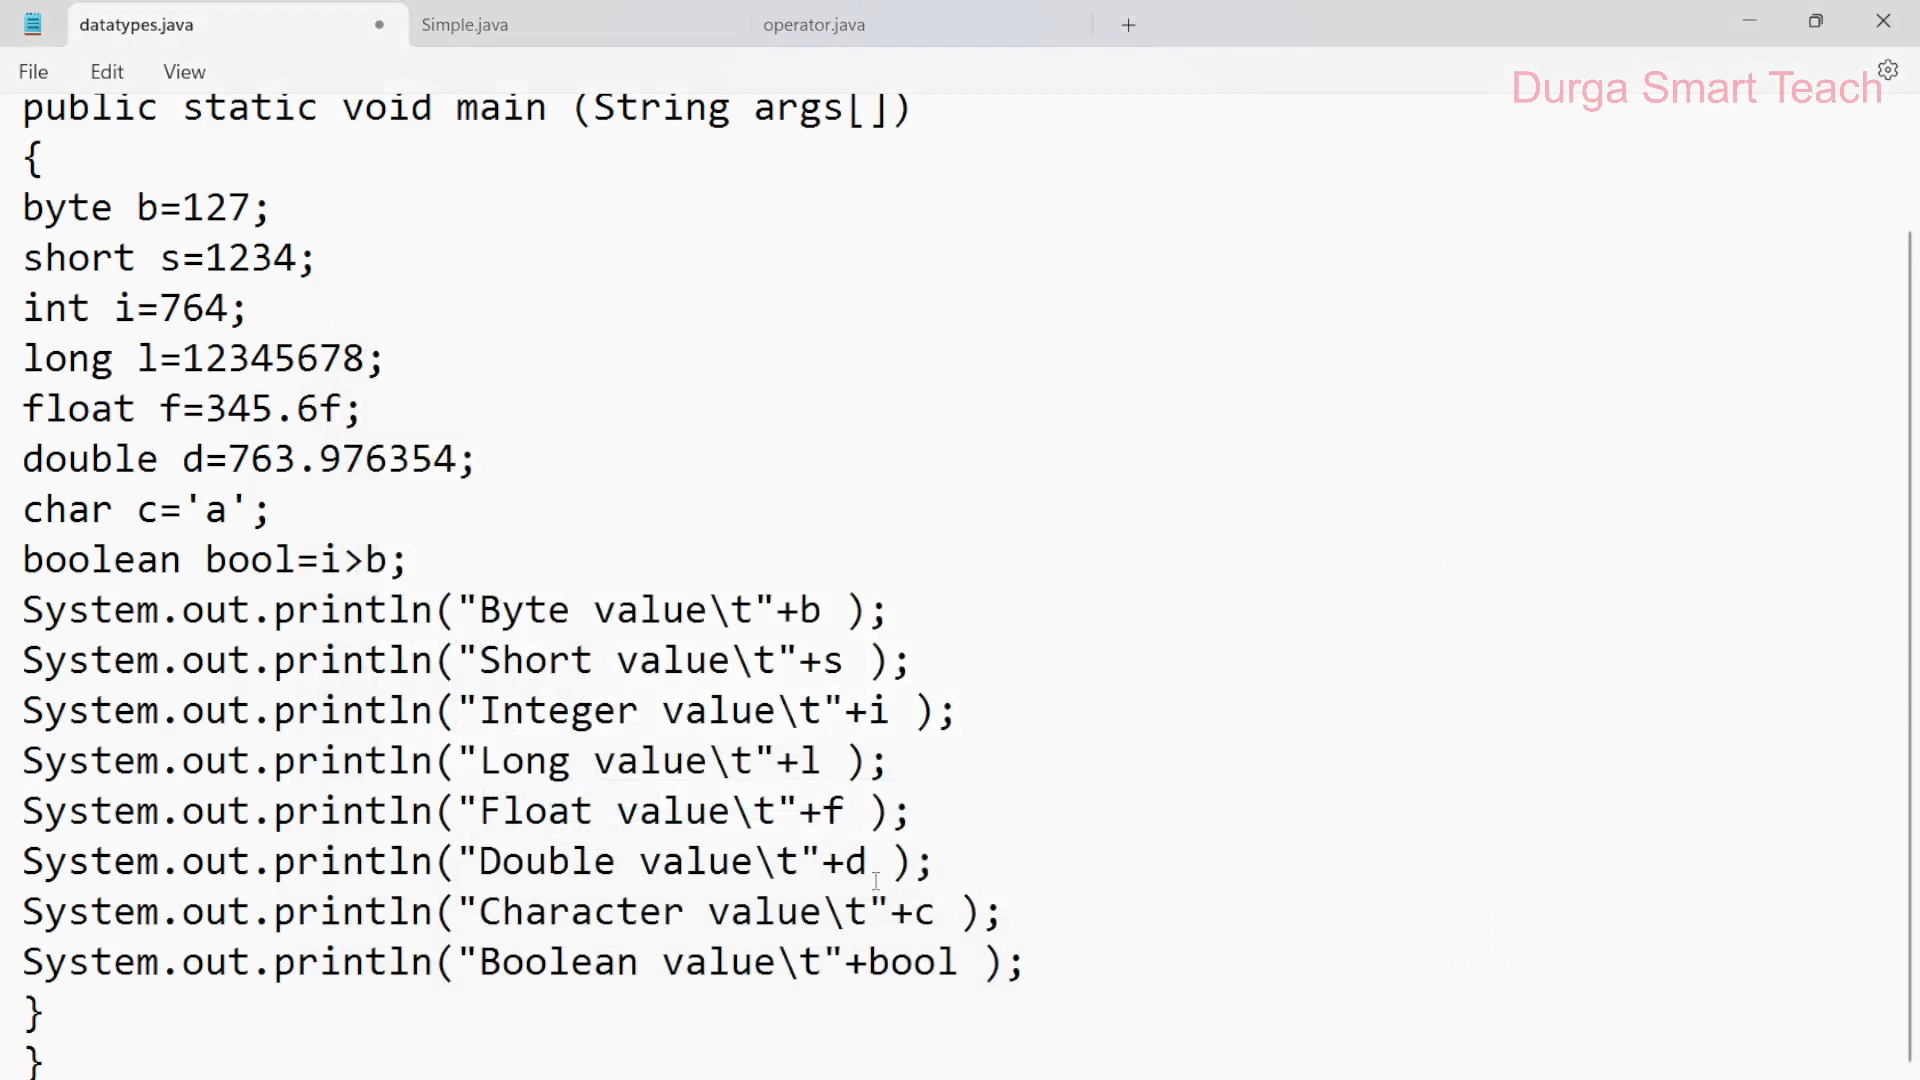 datatypes.java Simple.java operator.java
File Edit View
Durga Smart Teach
public static void main (String args[])
{
byte b=127;
short s=1234;
int i=764;
long l=12345678;
float f=345.6f;
double d=763.976354;
char c='a';
boolean bool=i>b;
System.out.println("Byte value\t"+b );
System.out.println("Short value\t"+s );
System.out.println("Integer value\t"+i );
System.out.println("Long value\t"+l );
System.out.println("Float value\t"+f );
System.out.println("Double value\t"+d );
System.out.println("Character value\t"+c );
System.out.println("Boolean value\t"+bool );
}
}